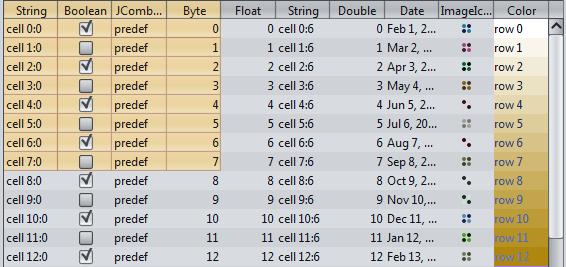 String Boolean JComb... Byte Float String Double Date ImageIc... Color
cell 0:0 predef 0 0 cell 0:6 0 Feb 1, 2... row 0
cell 1:0 predef 1 1 cell 1:6 1 Mar 2, ... row 1
cell 2:0 predef 2 2 cell 2:6 2 Apr 3, 2... row 2
cell 3:0 predef 3 3 cell 3:6 3 May 4, ... row 3
cell 4:0 predef 4 4 cell 4:6 4 Jun 5, 2... row 4
cell 5:0 predef 5 5 cell 5:6 5 Jul 6, 20... row 5
cell 6:0 predef 6 6 cell 6:6 6 Aug 7, ... row 6
cell 7:0 predef 7 7 cell 7:6 7 Sep 8, 2... row 7
cell 8:0 predef 8 8 cell 8:6 8 Oct 9, 2... row 8
cell 9:0 predef 9 9 cell 9:6 9 Nov 10,... row 9
cell 10:0 predef 10 10 cell 10:6 10 Dec 11, ... row 10
cell 11:0 predef 11 11 cell 11:6 11 Jan 12, ... row 11
cell 12:0 predef 12 12 cell 12:6 12 Feb 13, ... row 12